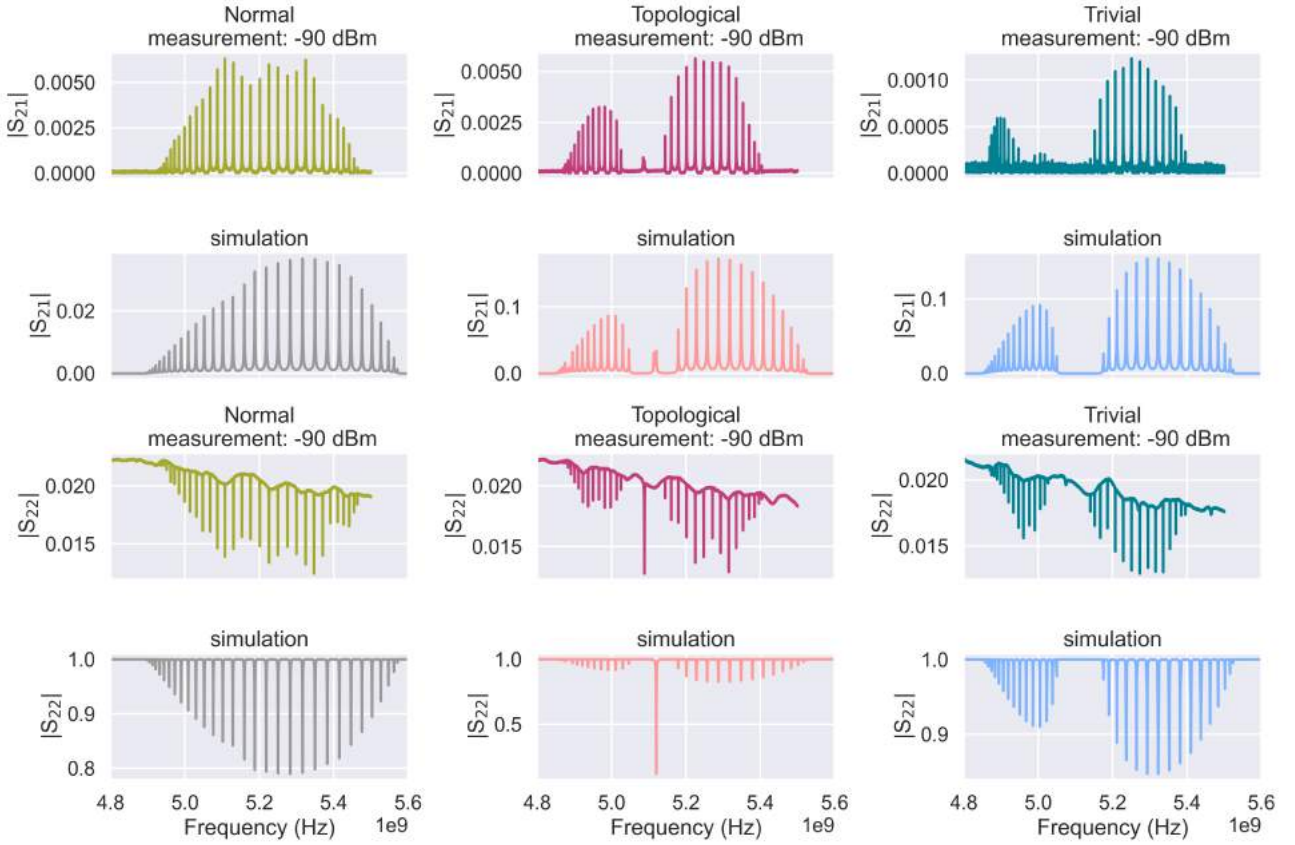 Normal
measurement: -90 dBm
Topological
measurement: -90 dBm
Trivial
measurement: -90 dBm
|S21|
0.0050
0.0025
0.0000
|S21|
0.0050
0.0025
0.0000
|S21|
0.0010
0.0005
0.0000
simulation
simulation
simulation
|S21|
0.02
0.00
|S21|
0.1
0.0
|S21|
0.1
0.0
Normal
measurement: -90 dBm
Topological
measurement: -90 dBm
Trivial
measurement: -90 dBm
|S22|
0.020
0.015
|S22|
0.020
0.015
|S22|
0.020
0.015
simulation
simulation
simulation
|S22|
1.0
0.9
0.8
|S22|
1.0
0.5
|S22|
1.0
0.9
4.8 5.0 5.2 5.4 5.6
Frequency (Hz) 1e9
4.8 5.0 5.2 5.4 5.6
Frequency (Hz) 1e9
4.8 5.0 5.2 5.4 5.6
Frequency (Hz) 1e9